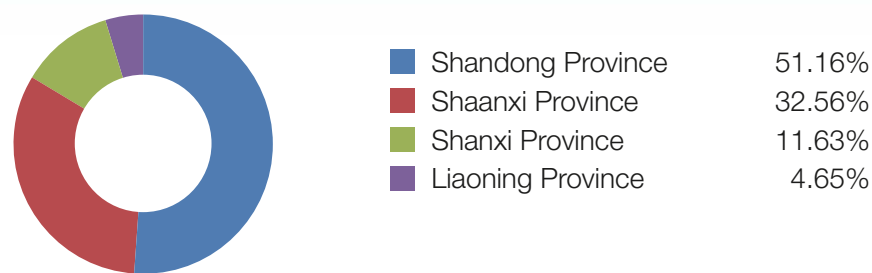 Shandong Province 51.16%
Shaanxi Province 32.56%
Shanxi Province 11.63%
Liaoning Province 4.65%